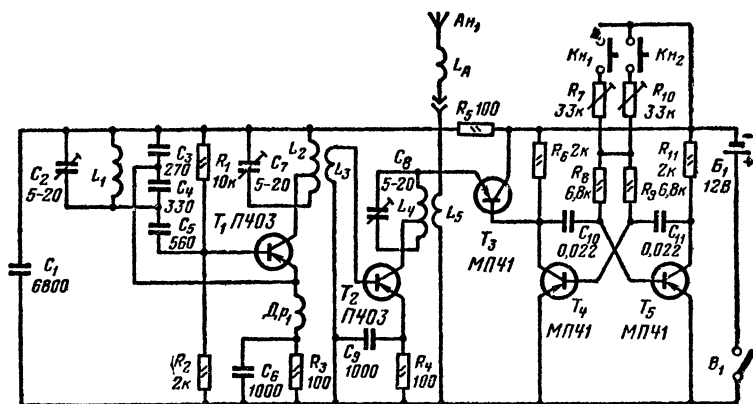 Ан₁
L_A
Кн₁
Кн₂
R₇
33к
R₁₀
33к
R₅ 100
C₂
5-20
L₁
C₃
270
C₄
330
C₅
560
R₁
10к
C₇
5-20
L₂
L₃
C₈
5-20
L₄
L₅
R₆ 2к
R₈
6,8к
R₉ 6,8к
R₁₁
2к
Б₁
12В
T₁ П403
C₁
6800
T₂
П403
T₃
МП41
C₁₀
0,022
C₁₁
0,022
T₄
МП41
T₅
МП41
Др₁
R₂
2к
C₆
1000
R₃
100
C₉
1000
R₄
100
В₁